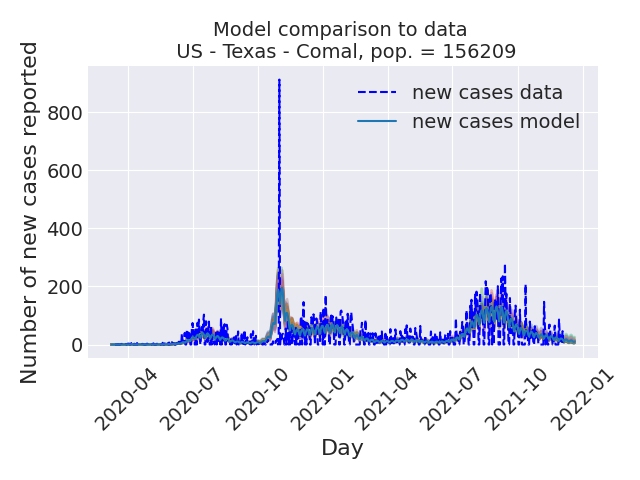 Model comparison to data
US - Texas - Comal, pop. = 156209
Number of new cases reported
800
600
400
200
0
new cases data
new cases model
2020-04
2020-07
2020-10
2021-01
2021-04
2021-07
2021-10
2022-01
Day